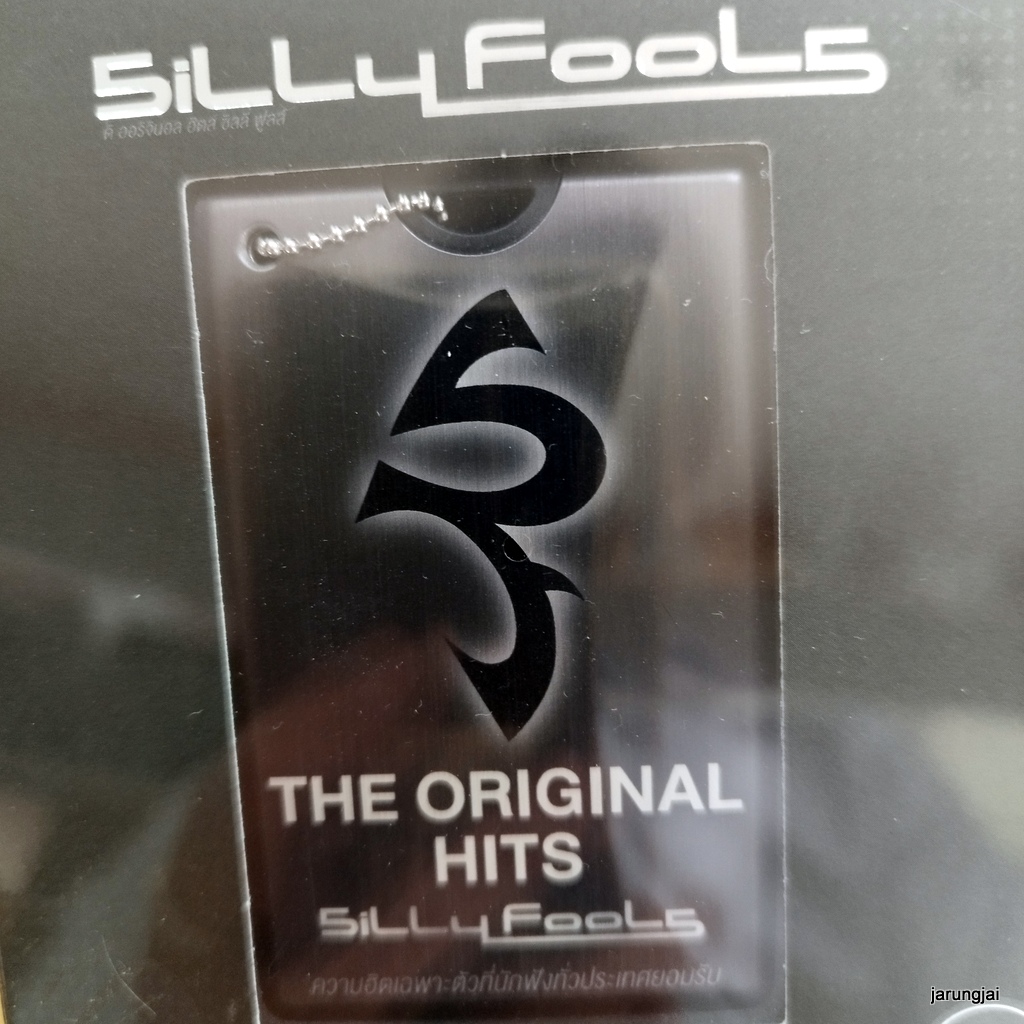 SiLLy FooLS
ดิ ออริจินอล ฮิตส์ ซิลลี่ ฟูลส์
THE ORIGINAL
HITS
SiLLy FooLS
ความฮิตเฉพาะตัวที่นักฟังทั่วประเทศยอมรับ
jarungjai